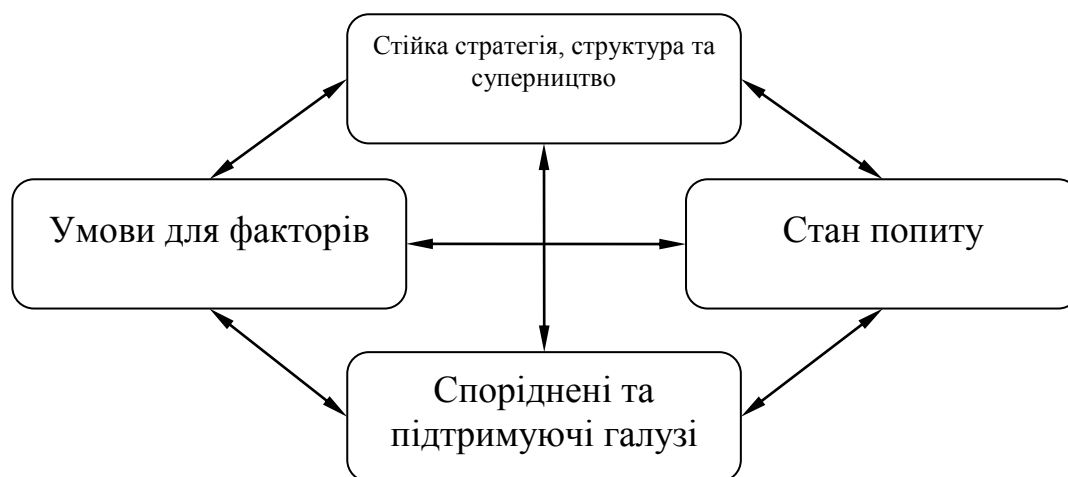 Стійка стратегія, структура та
суперництво
Умови для факторів
Стан попиту
Споріднені та
підтримуючі галузі